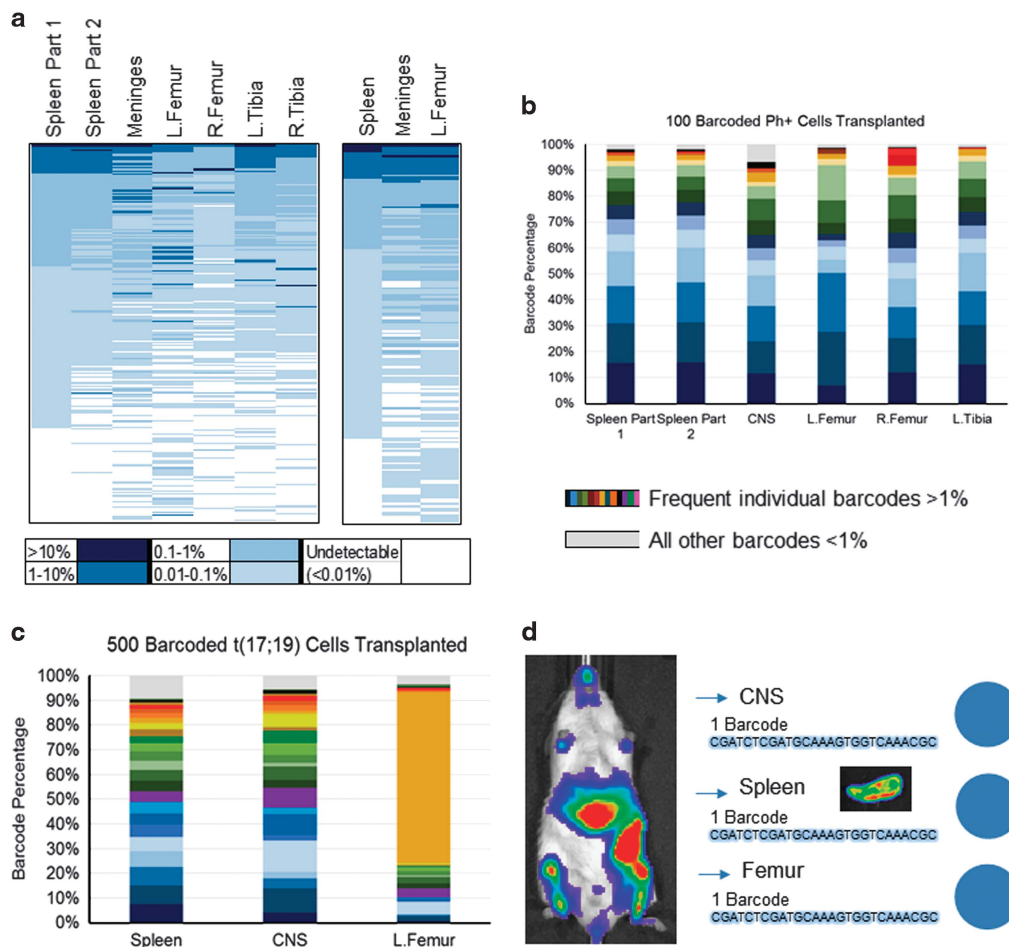 a
Spleen Part 1
Spleen Part 2
Meninges
L.Femur
R.Femur
L.Tibia
R.Tibia
Spleen
Meninges
L.Femur
>10%
0.1-1%
Undetectable
1-10%
0.01-0.1%
(<0.01%)
b
100 Barcoded Ph+ Cells Transplanted
Barcode Percentage
100%
90%
80%
70%
60%
50%
40%
30%
20%
10%
0%
Spleen Part 1
Spleen Part 2
CNS
L.Femur
R.Femur
L.Tibia
Frequent individual barcodes >1%
All other barcodes <1%
c
500 Barcoded t(17;19) Cells Transplanted
Barcode Percentage
100%
90%
80%
70%
60%
50%
40%
30%
20%
10%
0%
Spleen
CNS
L.Femur
d
CNS
1 Barcode
CGATCTCGATGCAAAGTGGTCAAACGC
Spleen
1 Barcode
CGATCTCGATGCAAAGTGGTCAAACGC
Femur
1 Barcode
CGATCTCGATGCAAAGTGGTCAAACGC